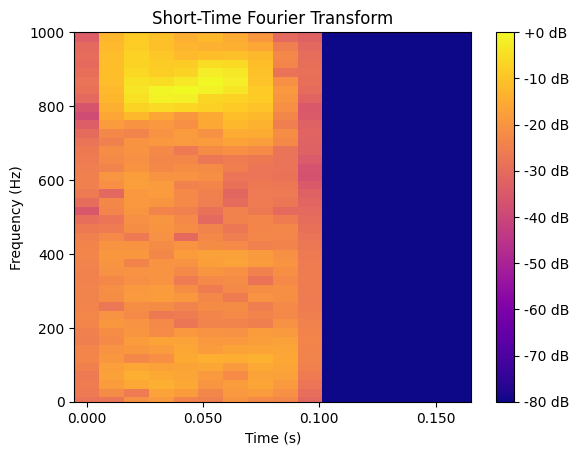 Short-Time Fourier Transform
1000
800
600
400
200
0
Frequency (Hz)
0.000
0.050
0.100
0.150
Time (s)
+0 dB
-10 dB
-20 dB
-30 dB
-40 dB
-50 dB
-60 dB
-70 dB
-80 dB